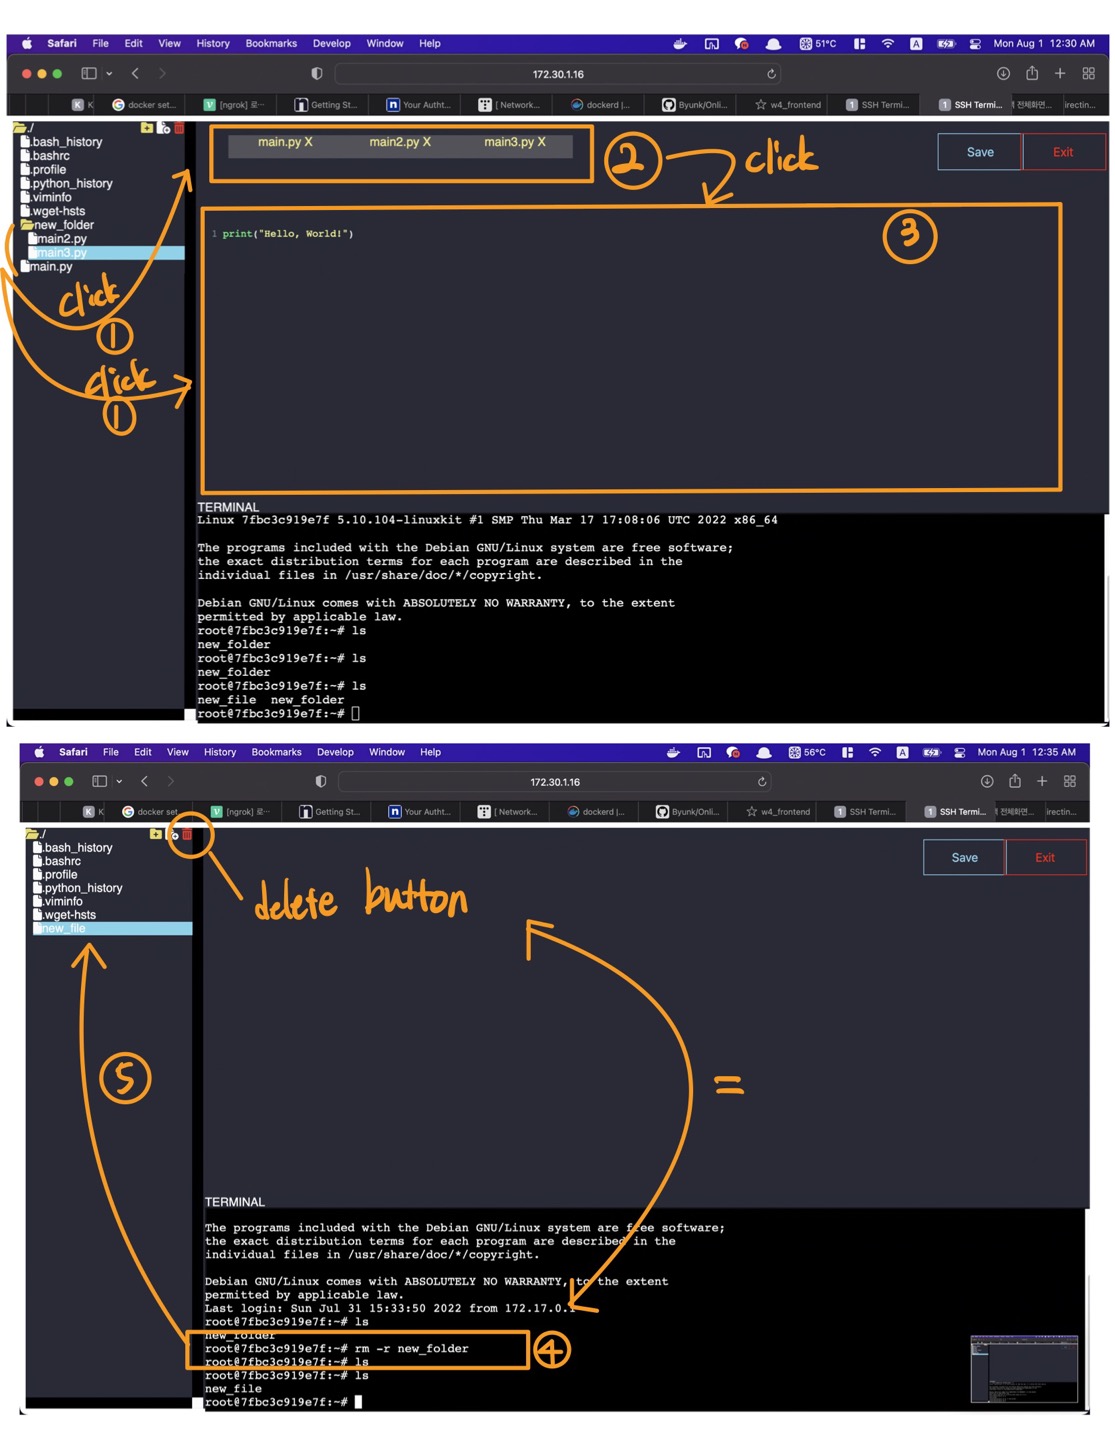 Safari File Edit View History Bookmarks Develop Window Help 51°C A Mon Aug 1 12:30 AM
172.30.1.16
K K docker set... [ngrok] 로... Getting St... Your Autht... [ Network... dockerd |... Byunk/Onli... w4_frontend 1 SSH Termi... 1 SSH Termi... 전체화면... irectin...
./
.bash_history
.bashrc
.profile
.python_history
.viminfo
.wget-hsts
new_folder
main2.py
main3.py
main.py
main.py X main2.py X main3.py X
② click
Save Exit
1 print("Hello, World!")
③
click
①
click
①
TERMINAL
Linux 7fbc3c919e7f 5.10.104-linuxkit #1 SMP Thu Mar 17 17:08:06 UTC 2022 x86_64
The programs included with the Debian GNU/Linux system are free software;
the exact distribution terms for each program are described in the
individual files in /usr/share/doc/*/copyright.
Debian GNU/Linux comes with ABSOLUTELY NO WARRANTY, to the extent
permitted by applicable law.
root@7fbc3c919e7f:~# ls
new_folder
root@7fbc3c919e7f:~# ls
new_folder
root@7fbc3c919e7f:~# ls
new_file new_folder
root@7fbc3c919e7f:~#
Safari File Edit View History Bookmarks Develop Window Help 56°C A Mon Aug 1 12:35 AM
172.30.1.16
K K docker set... [ngrok] 로... Getting St... Your Autht... [ Network... dockerd |... Byunk/Onli... w4_frontend 1 SSH Termi... 1 SSH Termi... 전체화면... irectin...
./
.bash_history
.bashrc
.profile
.python_history
.viminfo
.wget-hsts
new_file
Save Exit
delete button
⑤
=
TERMINAL
The programs included with the Debian GNU/Linux system are free software;
the exact distribution terms for each program are described in the
individual files in /usr/share/doc/*/copyright.
Debian GNU/Linux comes with ABSOLUTELY NO WARRANTY, to the extent
permitted by applicable law.
Last login: Sun Jul 31 15:33:50 2022 from 172.17.0.1
root@7fbc3c919e7f:~# ls
new_folder
root@7fbc3c919e7f:~# rm -r new_folder
④
root@7fbc3c919e7f:~# ls
root@7fbc3c919e7f:~# ls
new_file
root@7fbc3c919e7f:~#